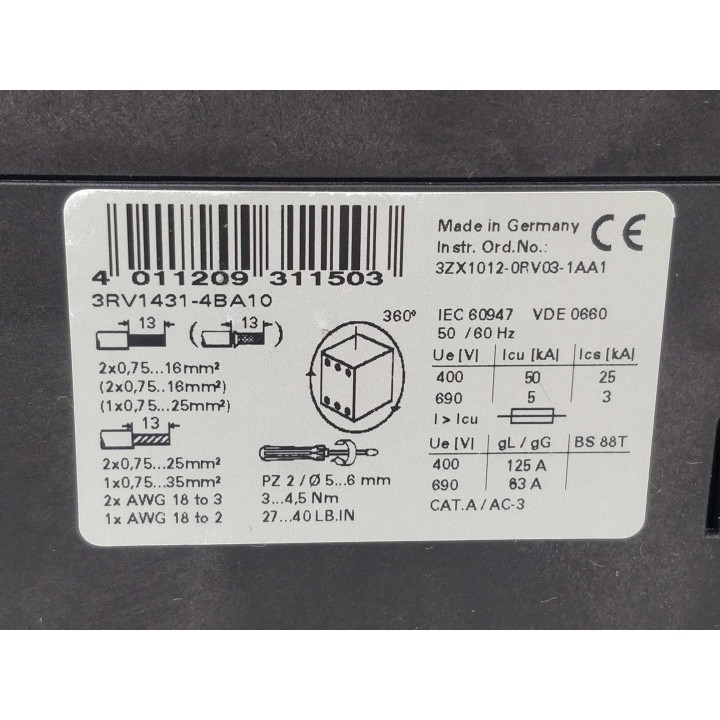 4 011209 311503
3RV1431-4BA10
13
( 13 )
2x0,75...16mm²
(2x0,75...16mm²)
(1x0,75...25mm²)
13
2x0,75...25mm²
1x0,75...35mm²
2x AWG 18 to 3
1x AWG 18 to 2
360°
PZ 2 / Ø 5...6 mm
3...4,5 Nm
27...40 LB.IN
Made in Germany
Instr. Ord.No.:
3ZX1012-0RV03-1AA1
CE
IEC 60947 VDE 0660
50 / 60 Hz
Ue [V] Icu [kA] Ics [kA]
400 50 25
690 5 3
I > Icu
Ue [V] gL / gG BS 88T
400 125 A
690 63 A
CAT.A / AC-3